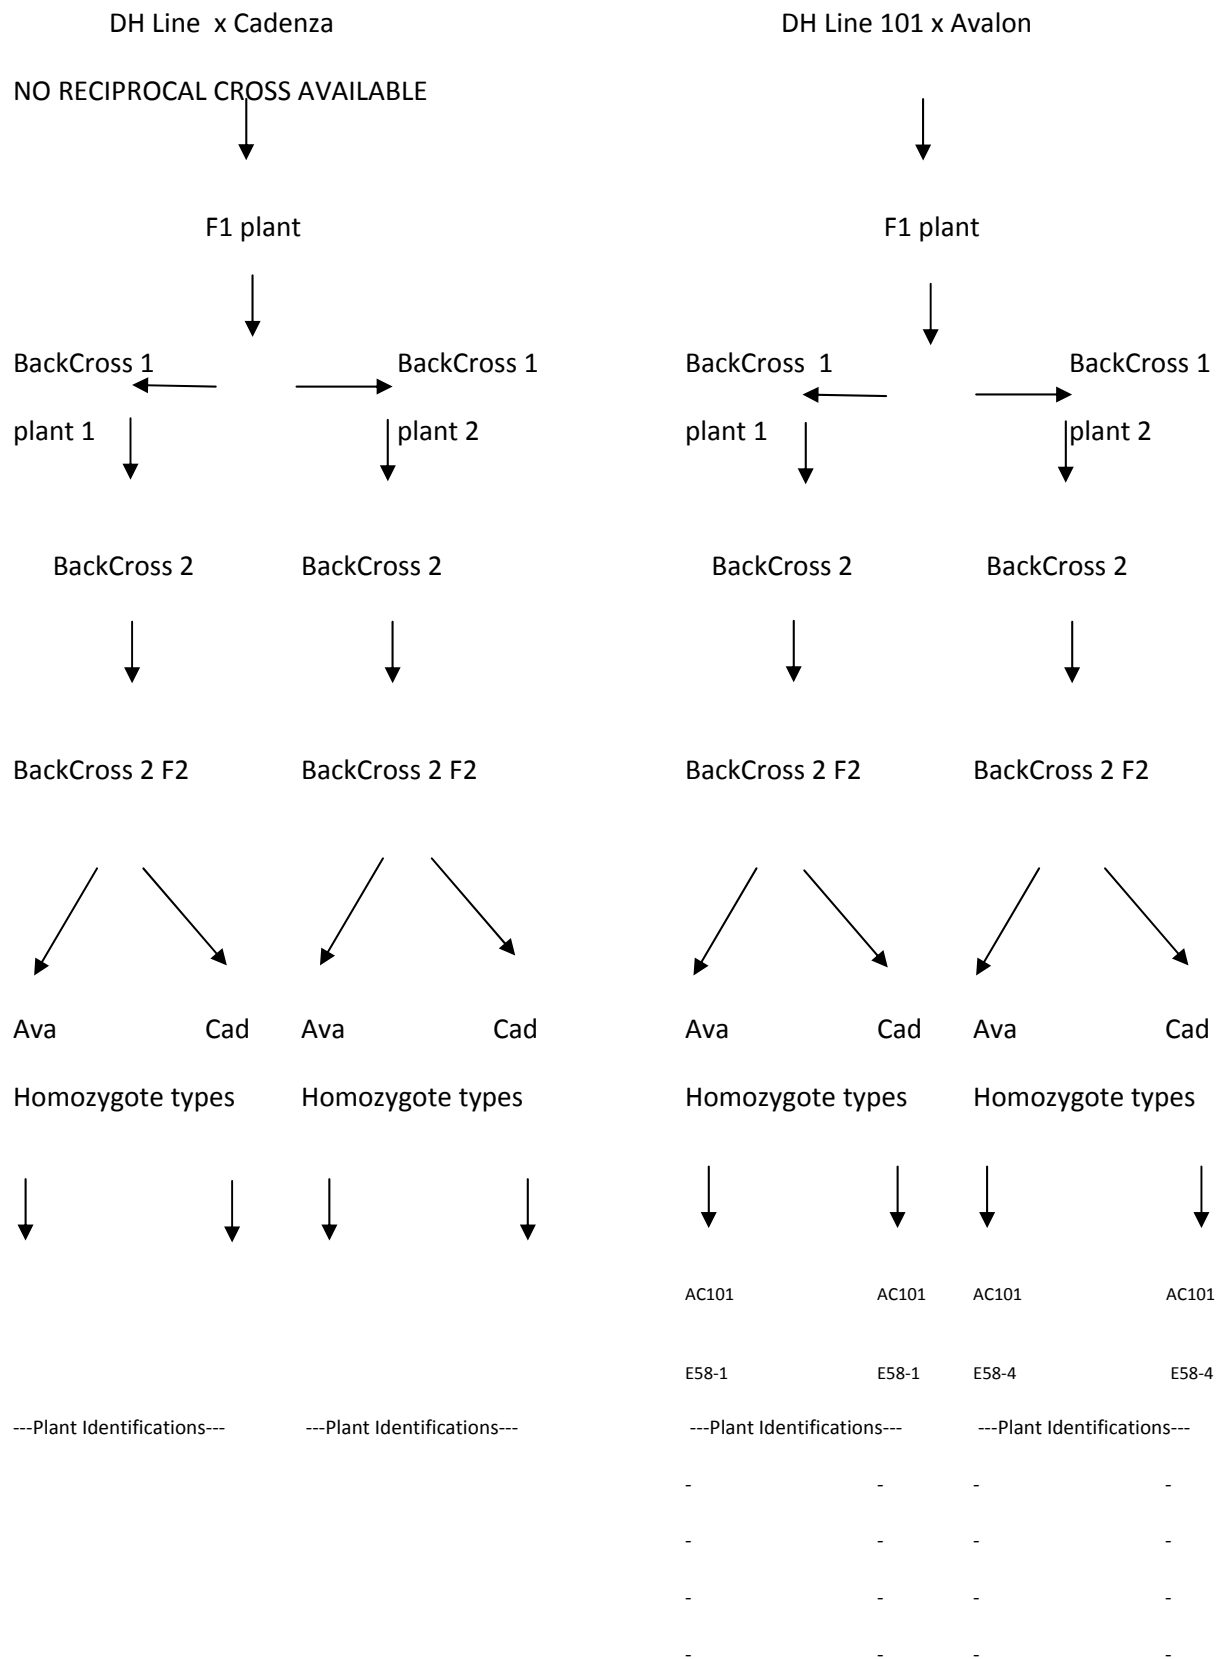 DH Line x Cadenza DH Line 101 x Avalon
NO RECIPROCAL CROSS AVAILABLE
F1 plant F1 plant
BackCross 1 BackCross 1 BackCross 1 BackCross 1
plant 1 plant 2 plant 1 plant 2
BackCross 2 BackCross 2 BackCross 2 BackCross 2
BackCross 2 F2 BackCross 2 F2 BackCross 2 F2 BackCross 2 F2
Ava Cad Ava Cad Ava Cad Ava Cad
Homozygote types Homozygote types Homozygote types Homozygote types
AC101 AC101 AC101 AC101
E58-1 E58-1 E58-4 E58-4
---Plant Identifications--- ---Plant Identifications--- ---Plant Identifications--- ---Plant Identifications---
- - - -
- - - -
- - - -
- - - -